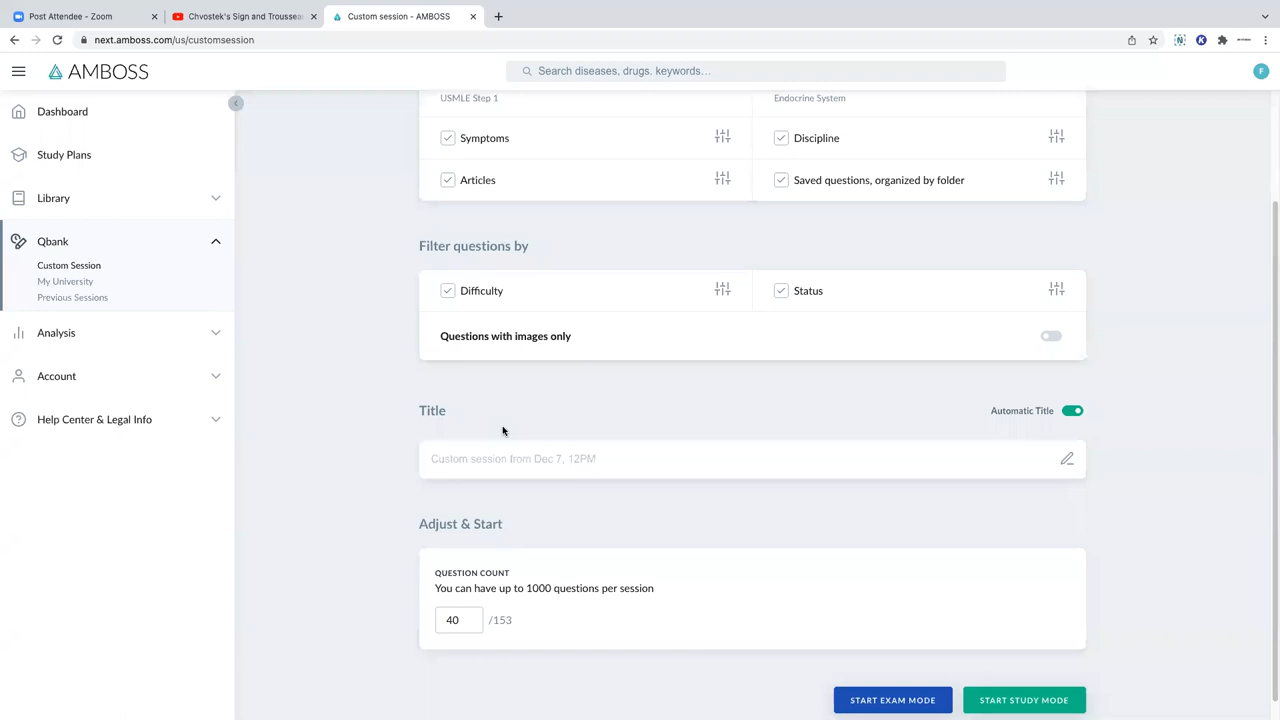 Post Attendee - Zoom
Chvostek's Sign and Trousseau
Custom session - AMBOSS
next.amboss.com/us/customsession
AMBOSS
Search diseases, drugs, keywords…
F
Dashboard
Study Plans
Library
Qbank
Custom Session
My University
Previous Sessions
Analysis
Account
Help Center & Legal Info
USMLE Step 1
Endocrine System
Symptoms
Discipline
Articles
Saved questions, organized by folder
Filter questions by
Difficulty
Status
Questions with images only
Title
Automatic Title
Custom session from Dec 7, 12PM
Adjust & Start
QUESTION COUNT
You can have up to 1000 questions per session
40 /153
START EXAM MODE
START STUDY MODE